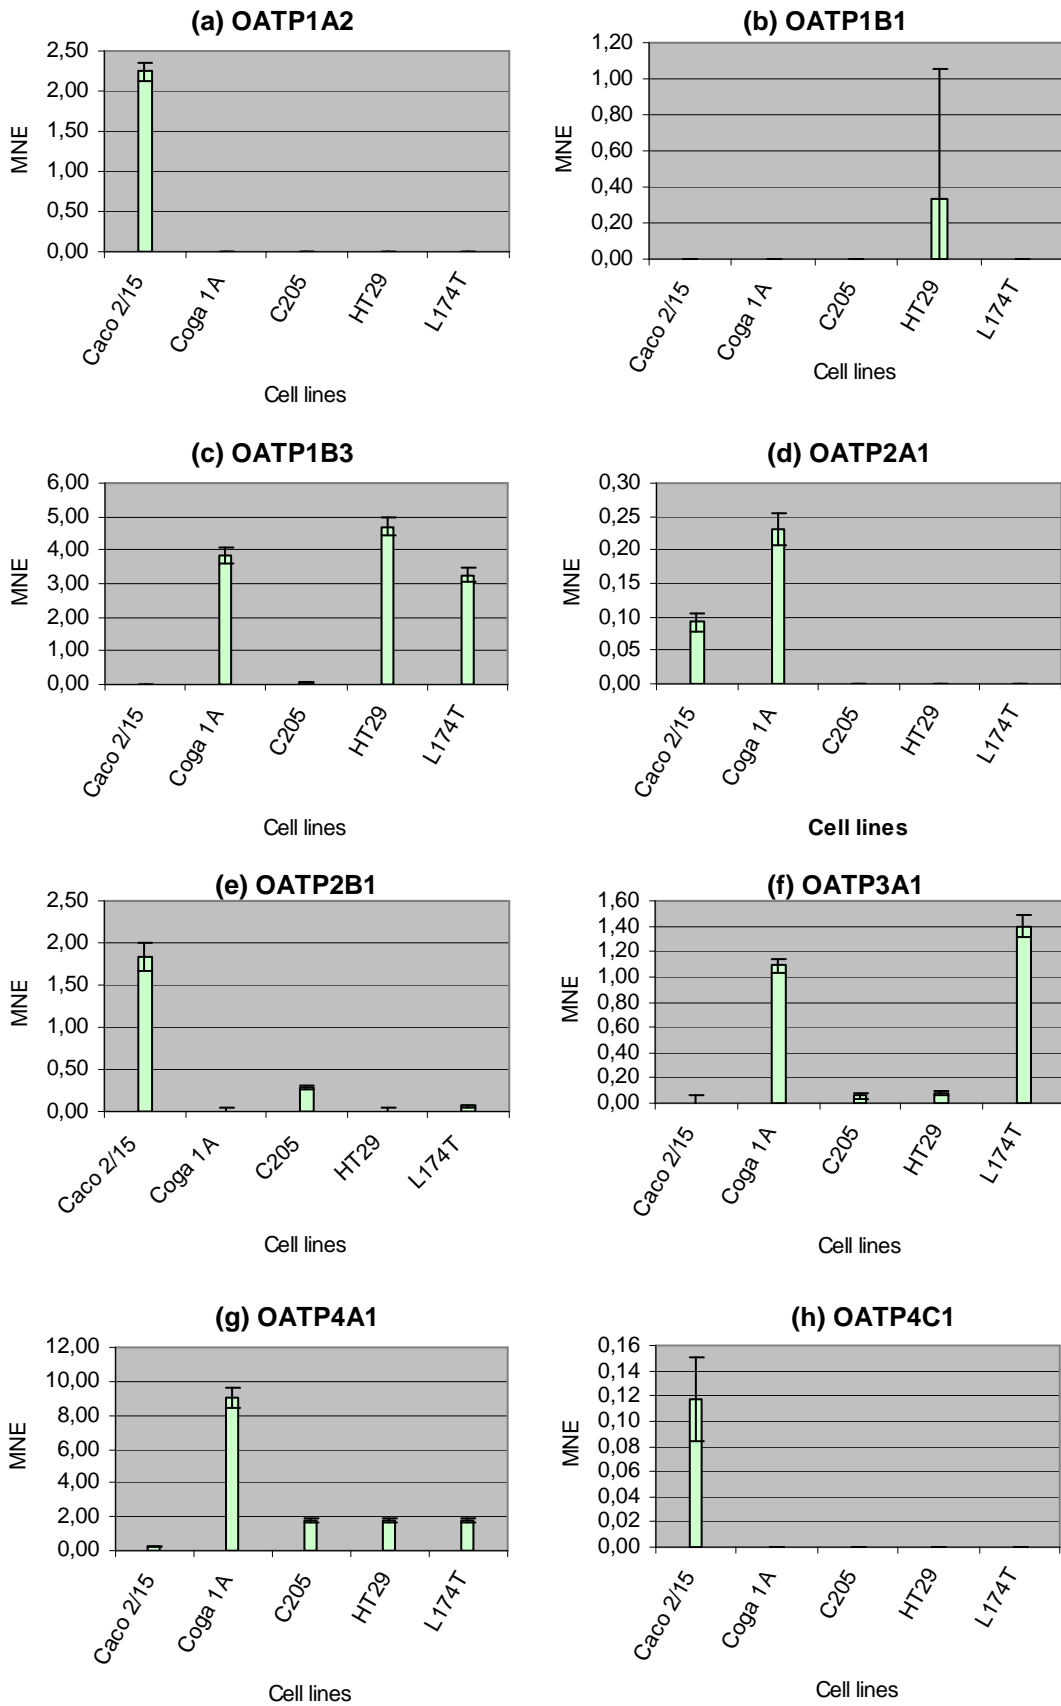 (a) OATP1A2
MNE
2,50
2,00
1,50
1,00
0,50
0,00
Caco 2/15
Coga 1A
C205
HT29
L174T
Cell lines
(b) OATP1B1
MNE
1,20
1,00
0,80
0,60
0,40
0,20
0,00
Caco 2/15
Coga 1A
C205
HT29
L174T
Cell lines
(c) OATP1B3
MNE
6,00
5,00
4,00
3,00
2,00
1,00
0,00
Caco 2/15
Coga 1A
C205
HT29
L174T
Cell lines
(d) OATP2A1
MNE
0,30
0,25
0,20
0,15
0,10
0,05
0,00
Caco 2/15
Coga 1A
C205
HT29
L174T
Cell lines
(e) OATP2B1
MNE
2,50
2,00
1,50
1,00
0,50
0,00
Caco 2/15
Coga 1A
C205
HT29
L174T
Cell lines
(f) OATP3A1
MNE
1,60
1,40
1,20
1,00
0,80
0,60
0,40
0,20
0,00
Caco 2/15
Coga 1A
C205
HT29
L174T
Cell lines
(g) OATP4A1
MNE
12,00
10,00
8,00
6,00
4,00
2,00
0,00
Caco 2/15
Coga 1A
C205
HT29
L174T
Cell lines
(h) OATP4C1
MNE
0,16
0,14
0,12
0,10
0,08
0,06
0,04
0,02
0,00
Caco 2/15
Coga 1A
C205
HT29
L174T
Cell lines